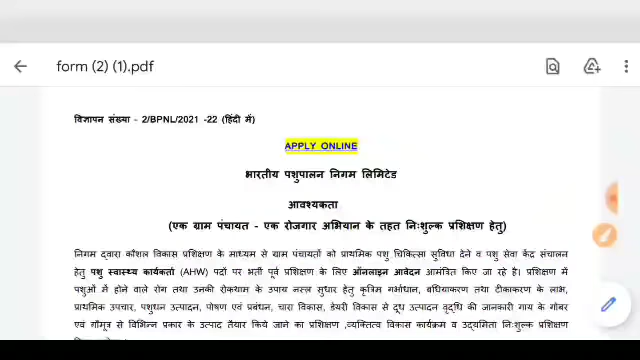 form (2) (1).pdf
विज्ञापन संख्या - 2/BPNL/2021 -22 (हिंदी में)
APPLY ONLINE
भारतीय पशुपालन निगम लिमिटेड
आवश्यकता
(एक ग्राम पंचायत - एक रोजगार अभियान के तहत निःशुल्क प्रशिक्षण हेतु)
निगम द्वारा कौशल विकास प्रशिक्षण के माध्यम से ग्राम पंचायतों को प्राथमिक पशु चिकित्सा सुविधा देने व पशु सेवा केंद्र संचालन
हेतु पशु स्वास्थ्य कार्यकर्ता (AHW) पदों पर भर्ती पूर्व प्रशिक्षण के लिए ऑनलाइन आवेदन आमंत्रित किए जा रहे है। प्रशिक्षण में
पशुओं में होने वाले रोग तथा उनकी रोकथाम के उपाय नस्ल सुधार हेतु कृत्रिम गर्भाधान, बधियाकरण तथा टीकाकरण के लाभ,
प्राथमिक उपचार, पशुधन उत्पादन, पोषण एवं प्रबंधन, चारा विकास, डेयरी विकास से दूध उत्पादन वृद्धि की जानकारी गाय के गोबर
एवं गौमूत्र से विभिन्न प्रकार के उत्पाद तैयार किये जाने का प्रशिक्षण ,व्यक्तित्व विकास कार्यक्रम व उद्यमिता निःशुल्क प्रशिक्षण